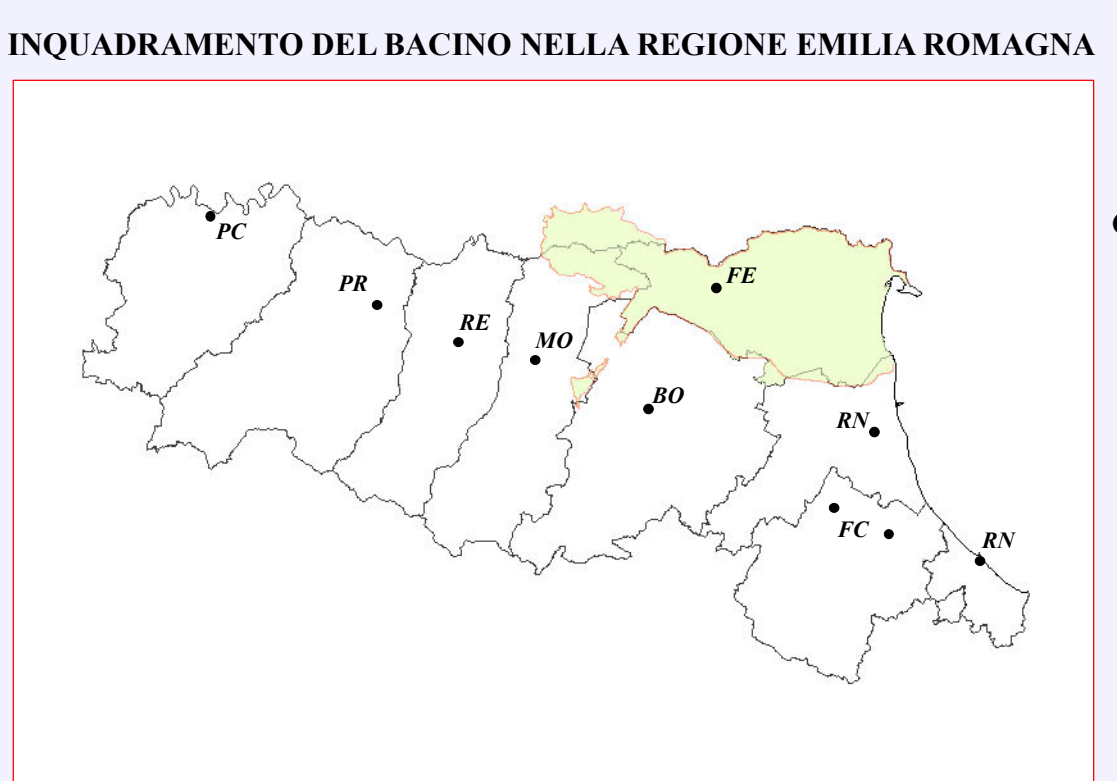 INQUADRAMENTO DEL BACINO NELLA REGIONE EMILIA ROMAGNA
PC
PR
FE
RE
MO
BO
RN
FC
RN